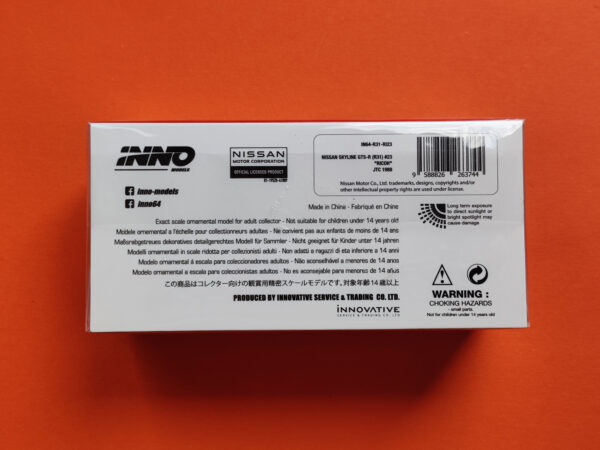 INNO
MODELS
inno-models
inno64
NISSAN
MOTOR CORPORATION
OFFICIAL LICENSED PRODUCT
IN64-R31-RI23
NISSAN SKYLINE GTS-R (R31) #23
"RICOH"
JTC 1988
9 588826 263744
Nissan Motor Co., Ltd. trademarks, designs, copyrights and/or
other intellectual property rights are used under license.
Made in China - Fabriqué en Chine
Exact scale ornamental model for adult collector - Not suitable for children under 14 years old
Modèle ornemental à l'échelle pour collectionneurs adultes - Ne convient pas aux enfants de moins de 14 ans
Maßorabgetreues dekoratives detailgerechtes Modell für Sammler - Nicht geeignet für Kinder unter 14 jahren
Modelli ornamentali in scala ridotta per collezionisti adulti - Non adatti a ragazzi di eta inferiore a 14 anni
Modelo ornamental á escala para coleccionadores adultos - Não aconselhável a menores de 14 anos
Modelo ornamental a escala para coleccionistas adultos - No es aconsejable para menores de 14 años
この商品はコレクター向けの観賞用精密スケールモデルです。対象年齢14歳以上
PRODUCED BY INNOVATIVE SERVICE & TRADING CO. LTD.
INNOVATIVE
SERVICE & TRADING CO. LTD
Long term exposure
to direct sunlight or
bright spotlight may
cause damage
0-3
WARNING :
CHOKING HAZARDS
- small parts.
Not for children under 14 years old